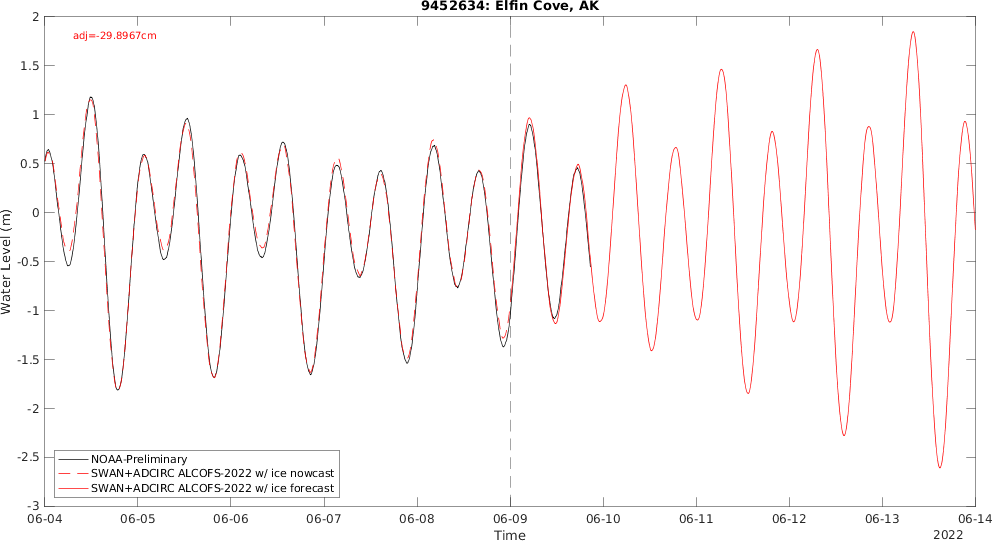 9452634: Elfin Cove, AK
adj=-29.8967cm
2
1.5
1
0.5
0
-0.5
-1
-1.5
-2
-2.5
-3
Water Level (m)
NOAA-Preliminary
SWAN+ADCIRC ALCOFS-2022 w/ ice nowcast
SWAN+ADCIRC ALCOFS-2022 w/ ice forecast
06-04 06-05 06-06 06-07 06-08 06-09 06-10 06-11 06-12 06-13 06-14
Time
2022